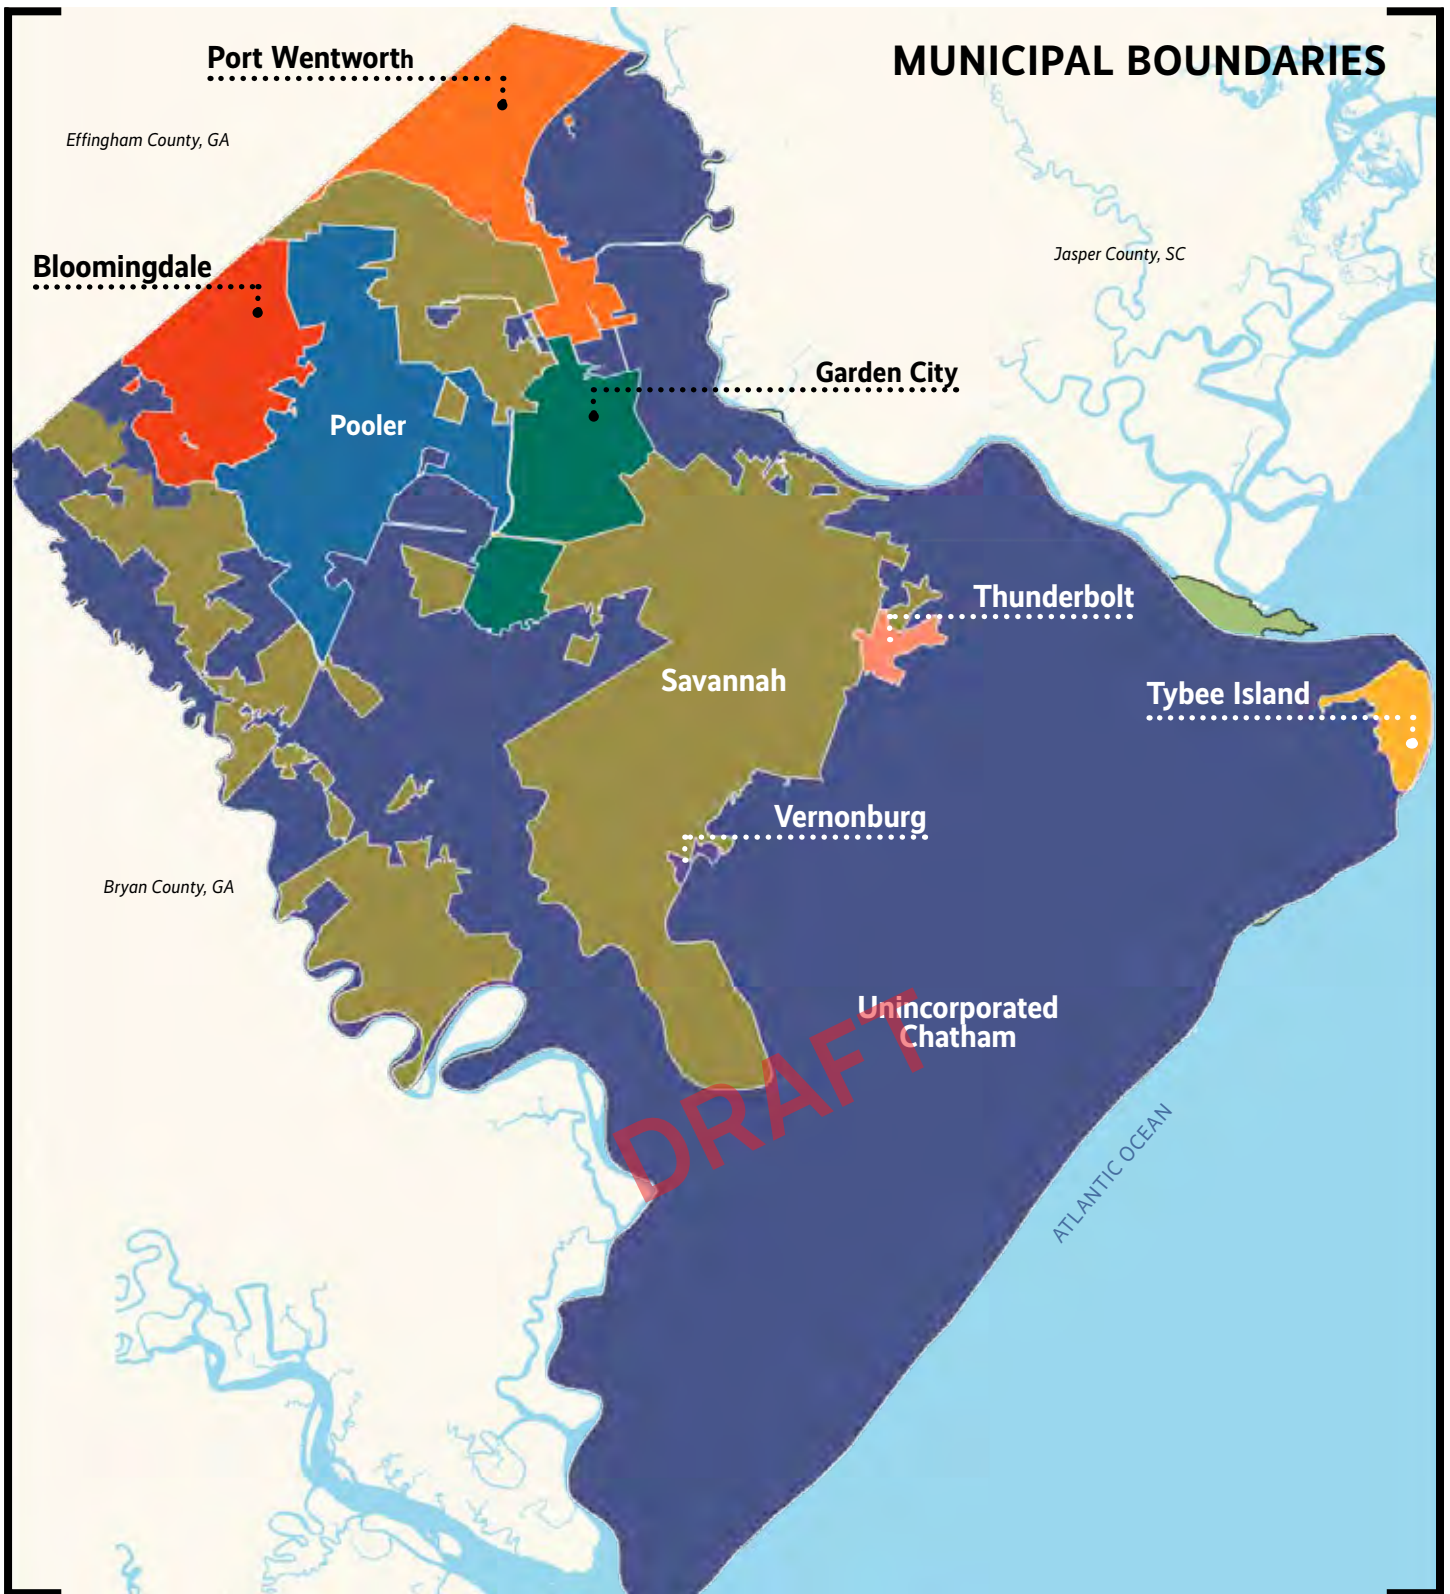 MUNICIPAL BOUNDARIES
Port Wentworth
Effingham County, GA
Jasper County, SC
Bloomingdale
Garden City
Pooler
Thunderbolt
Savannah
Tybee Island
Vernonburg
Bryan County, GA
Unincorporated
Chatham
DRAFT
ATLANTIC OCEAN